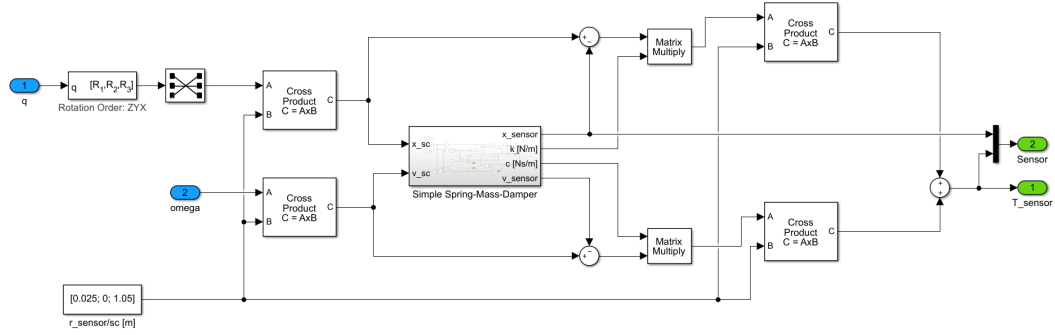 1
q
q [R1,R2,R3]
Rotation Order: ZYX
A
B
Cross
Product
C = AxB
C
x_sc
v_sc
x_sensor
k [N/m]
c [Ns/m]
v_sensor
Simple Spring-Mass-Damper
+
−
Matrix
Multiply
A
B
Cross
Product
C = AxB
C
2
omega
A
B
Cross
Product
C = AxB
C
+
−
Matrix
Multiply
A
B
Cross
Product
C = AxB
C
+
+
2
Sensor
1
T_sensor
[0.025; 0; 1.05]
r_sensor/sc [m]